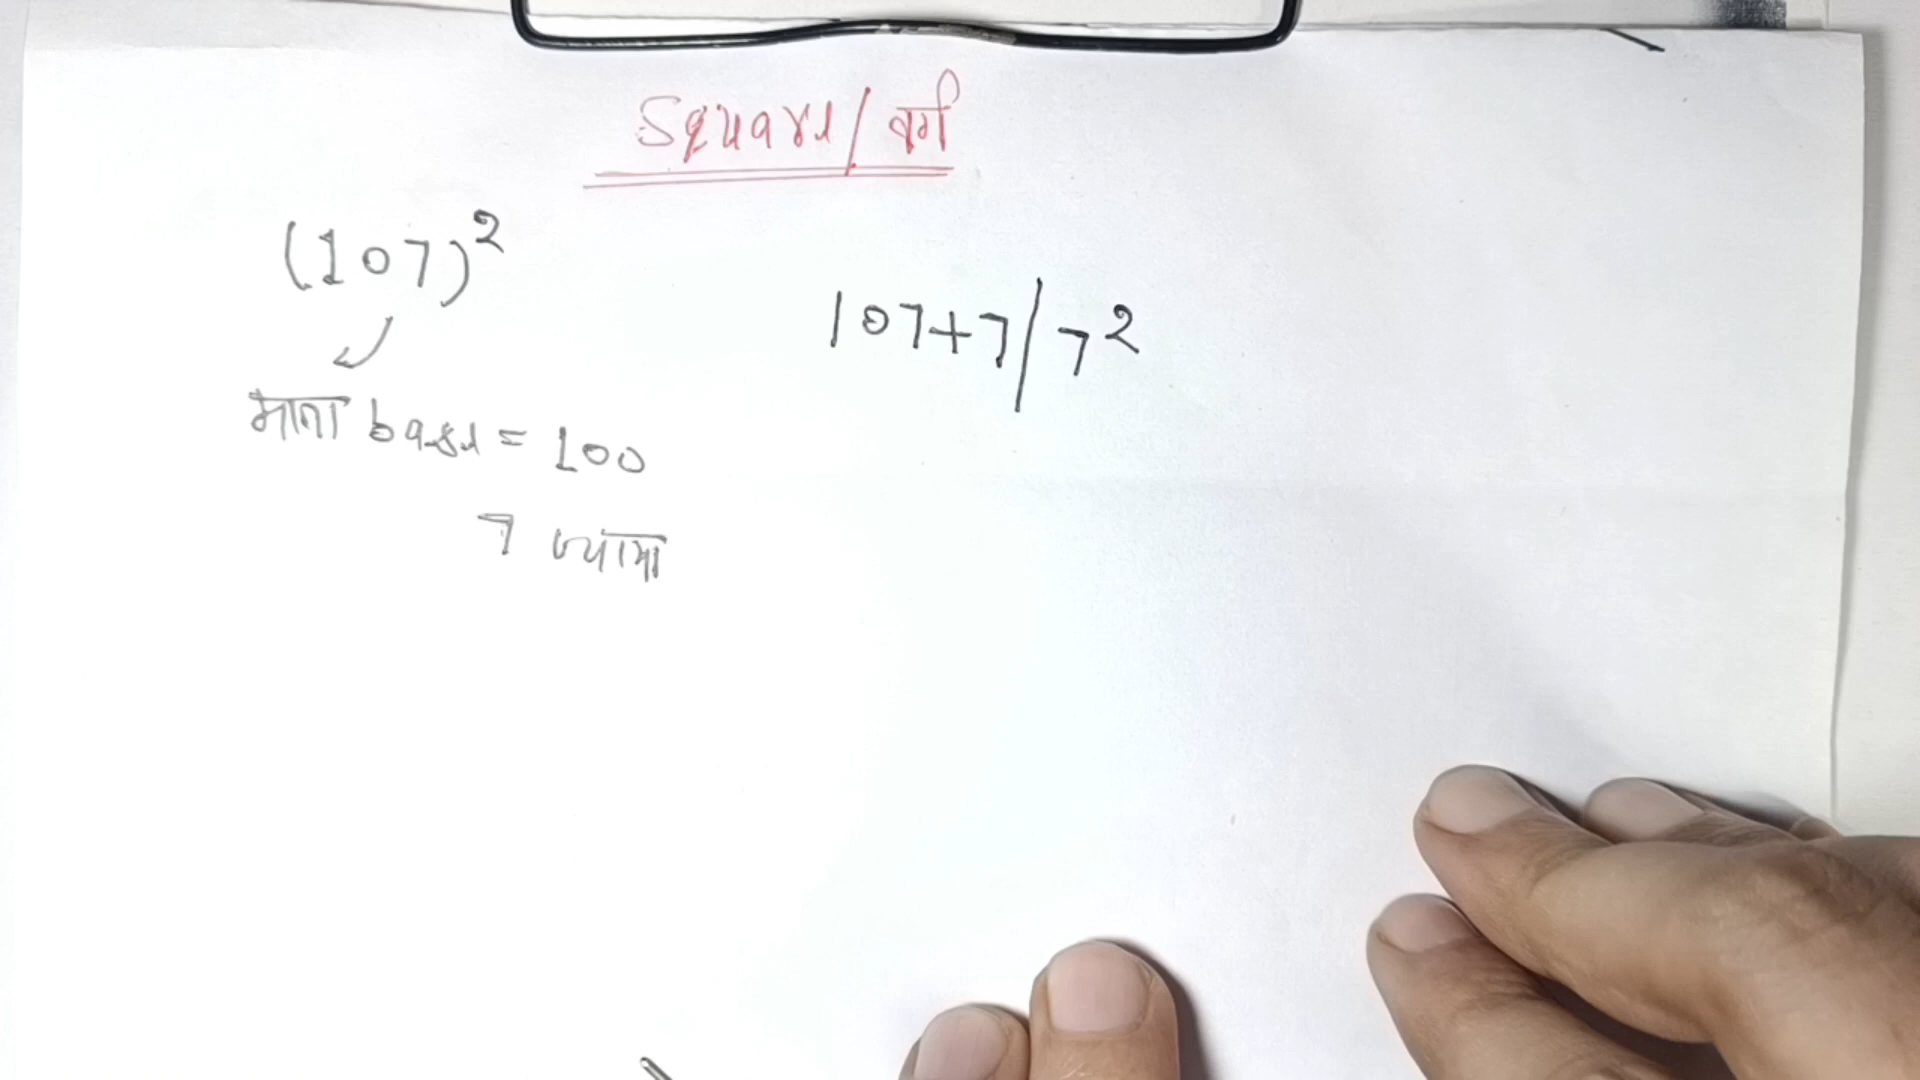 Square/वर्ग
(107)²
107+7/7²
माना base = 100
7 ज्यादा